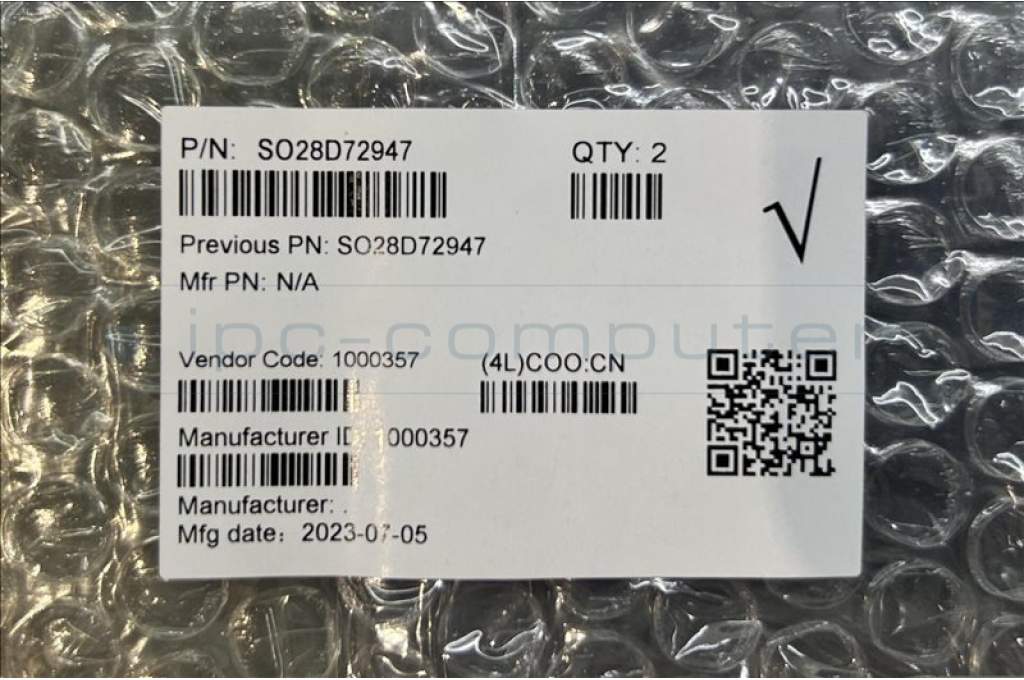 P/N: SO28D72947
QTY: 2
√
Previous PN: SO28D72947
Mfr PN: N/A
ipc-computer
Vendor Code: 1000357
(4L)COO:CN
Manufacturer ID: 1000357
Manufacturer: .
Mfg date: 2023-07-05